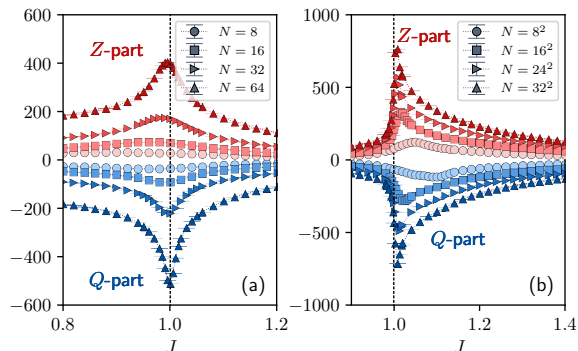 600
400
200
0
−200
−400
−600
0.8
1.0
1.2
J
Z-part
Q-part
(a)
N = 8
N = 16
N = 32
N = 64
1000
500
0
−500
−1000
1.0
1.2
1.4
J
Z-part
Q-part
(b)
N = 8²
N = 16²
N = 24²
N = 32²